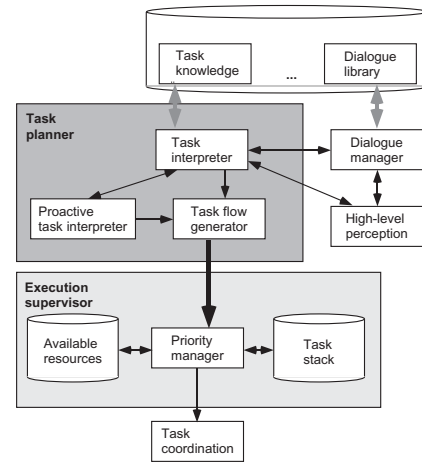 Task
knowledge
...
Dialogue
library
Task
planner
Task
interpreter
Dialogue
manager
Proactive
task interpreter
Task flow
generator
High-level
perception
Execution
supervisor
Available
resources
Priority
manager
Task
stack
Task
coordination